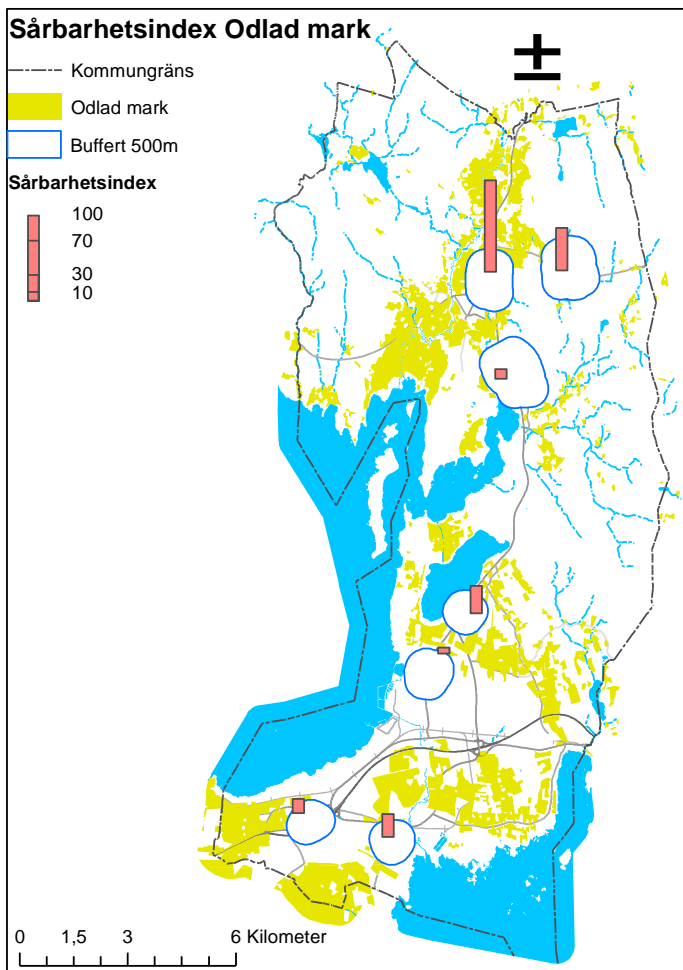 Sårbarhetsindex Odlad mark
Kommungräns
Odlad mark
Buffert 500m
Sårbarhetsindex
100
70
30
10
0 1,5 3 6 Kilometer